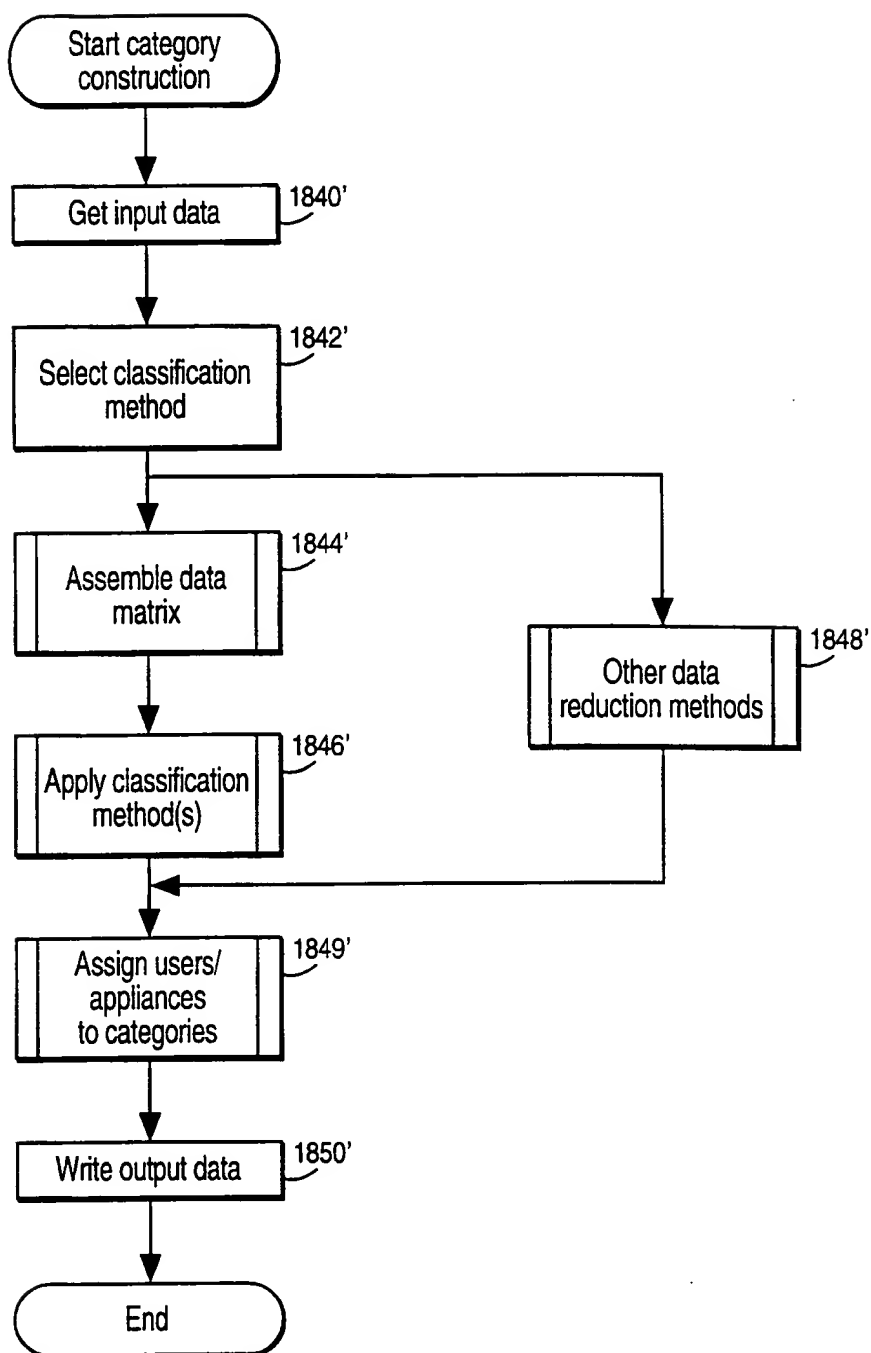 Start category
construction
Get input data
1840'
Select classification
method
1842'
Assemble data
matrix
1844'
Other data
reduction methods
1848'
Apply classification
method(s)
1846'
Assign users/
appliances
to categories
1849'
Write output data
1850'
End